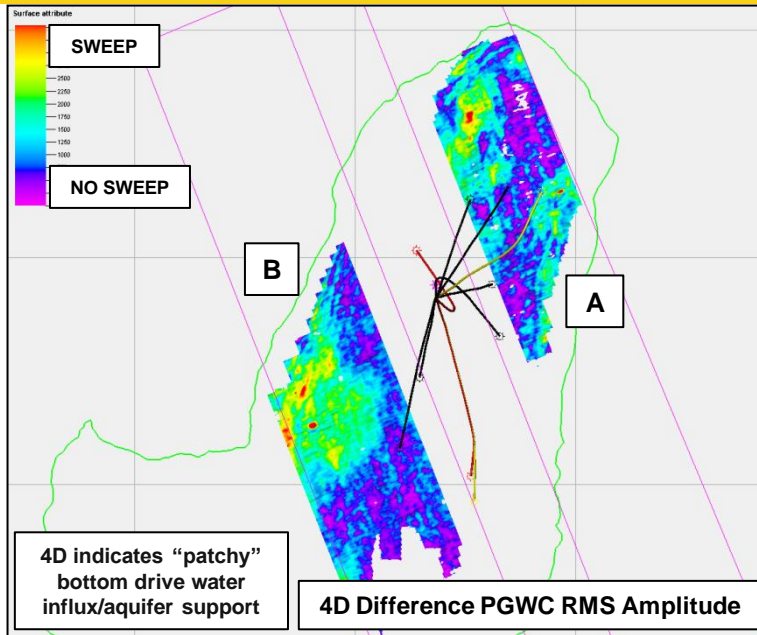 Surface attribute
SWEEP
2500
2250
2000
1750
1500
1250
1000
NO SWEEP
B
A
4D indicates “patchy”
bottom drive water
influx/aquifer support
4D Difference PGWC RMS Amplitude